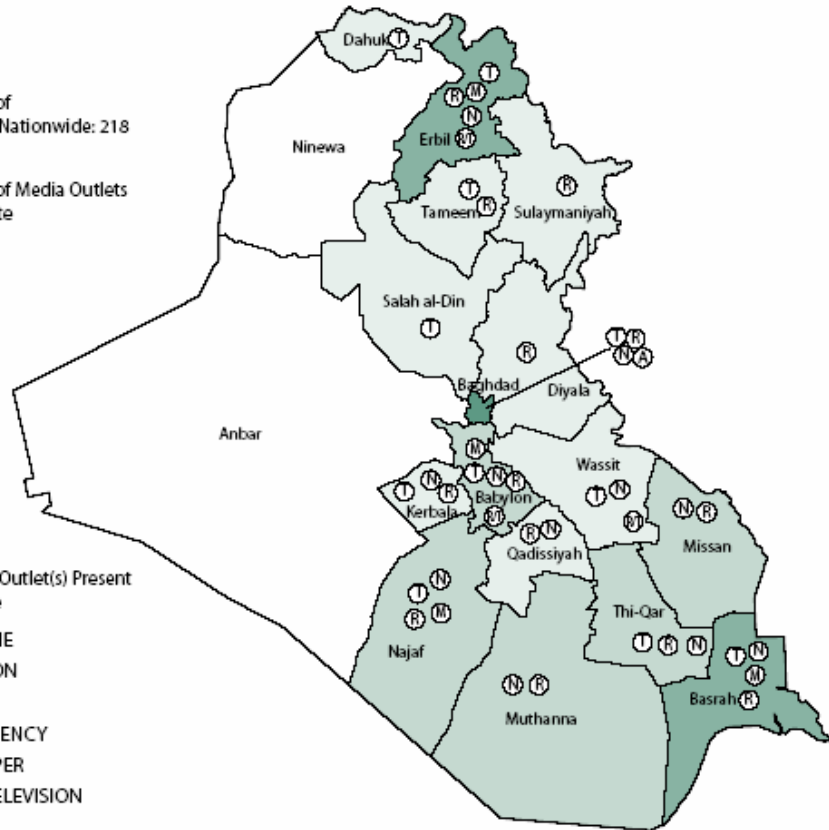 of
Nationwide: 218
of Media Outlets
te
Dahuk T
T
R M
N
Erbil R/T
Ninewa
T
R
Tameem
R
Sulaymaniyah
Salah al-Din
T
R
Diyala
T R
N A
Baghdad
Anbar
M
T N R
Babylon
R/T
T N R
Kerbala
Wassit
T N
R/T
R N
Qadissiyah
N R
Missan
N
T
R M
Najaf
Thi-Qar
T R N
N R
Muthanna
T N
M
Basrah R
Outlet(s) Present
ON
ENCY
PER
ELEVISION